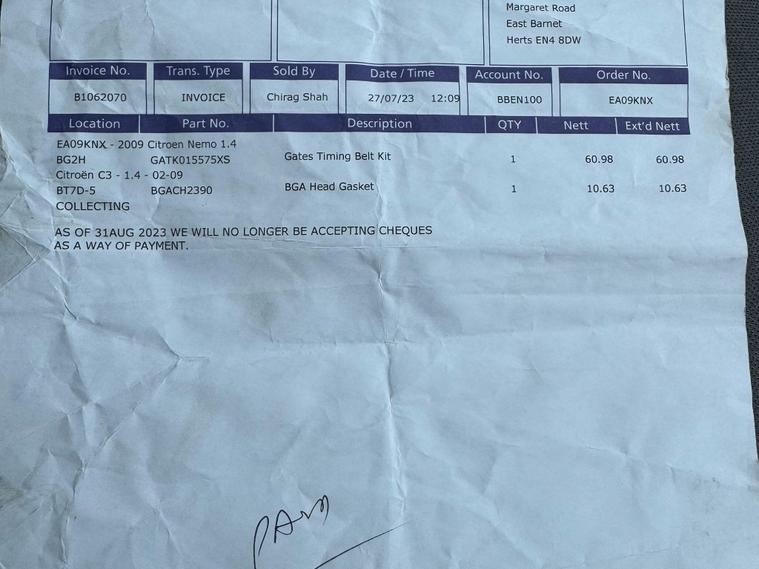 Margaret Road
East Barnet
Herts EN4 8DW
Invoice No. Trans. Type Sold By Date / Time Account No. Order No.
B1062070 INVOICE Chirag Shah 27/07/23 12:09 BBEN100 EA09KNX
Location Part No. Description QTY Nett Ext'd Nett
EA09KNX - 2009 Citroen Nemo 1.4
BG2H GATK015575XS Gates Timing Belt Kit 1 60.98 60.98
Citroën C3 - 1.4 - 02-09
BT7D-5 BGACH2390 BGA Head Gasket 1 10.63 10.63
COLLECTING
AS OF 31AUG 2023 WE WILL NO LONGER BE ACCEPTING CHEQUES
AS A WAY OF PAYMENT.